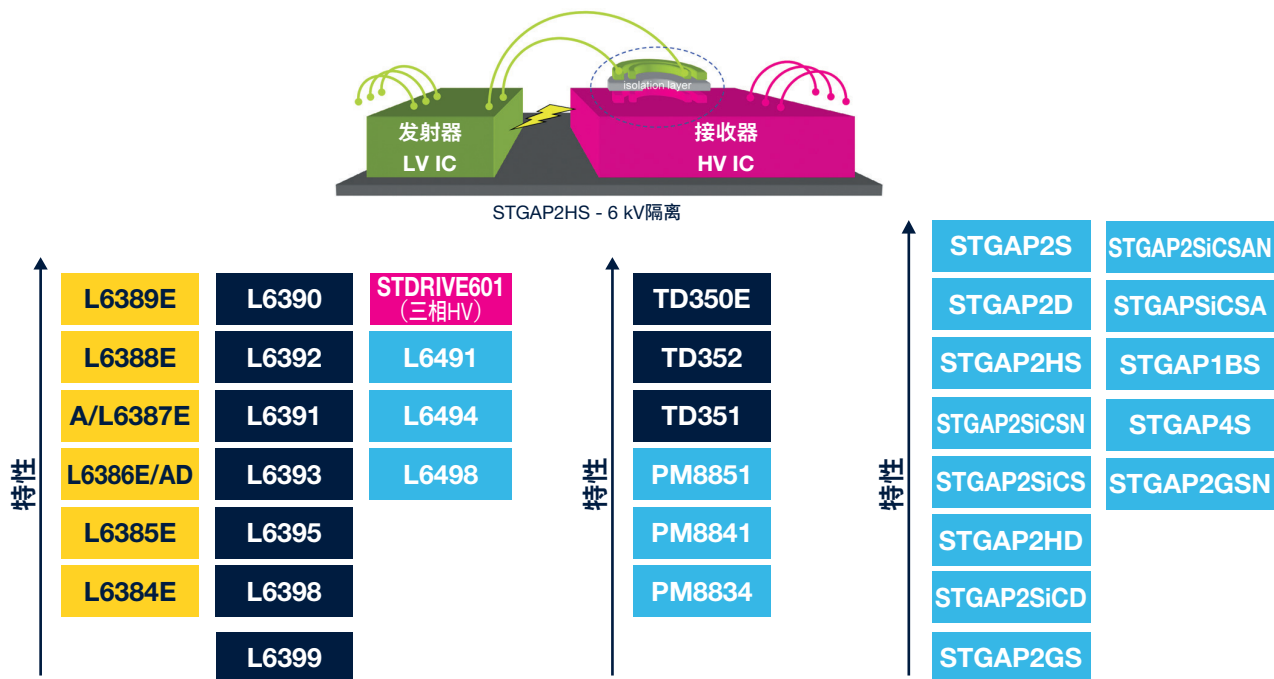 isolation layer
发射器
LV IC
接收器
HV IC
STGAP2HS - 6 kV隔离
特性
L6389E
L6388E
A/L6387E
L6386E/AD
L6385E
L6384E
L6390
L6392
L6391
L6393
L6395
L6398
L6399
STDRIVE601
（三相HV）
L6491
L6494
L6498
特性
TD350E
TD352
TD351
PM8851
PM8841
PM8834
特性
STGAP2S
STGAP2D
STGAP2HS
STGAP2SiCSN
STGAP2SiCS
STGAP2HD
STGAP2SiCD
STGAP2GS
STGAP2SiCSAN
STGAPSiCSA
STGAP1BS
STGAP4S
STGAP2GSN